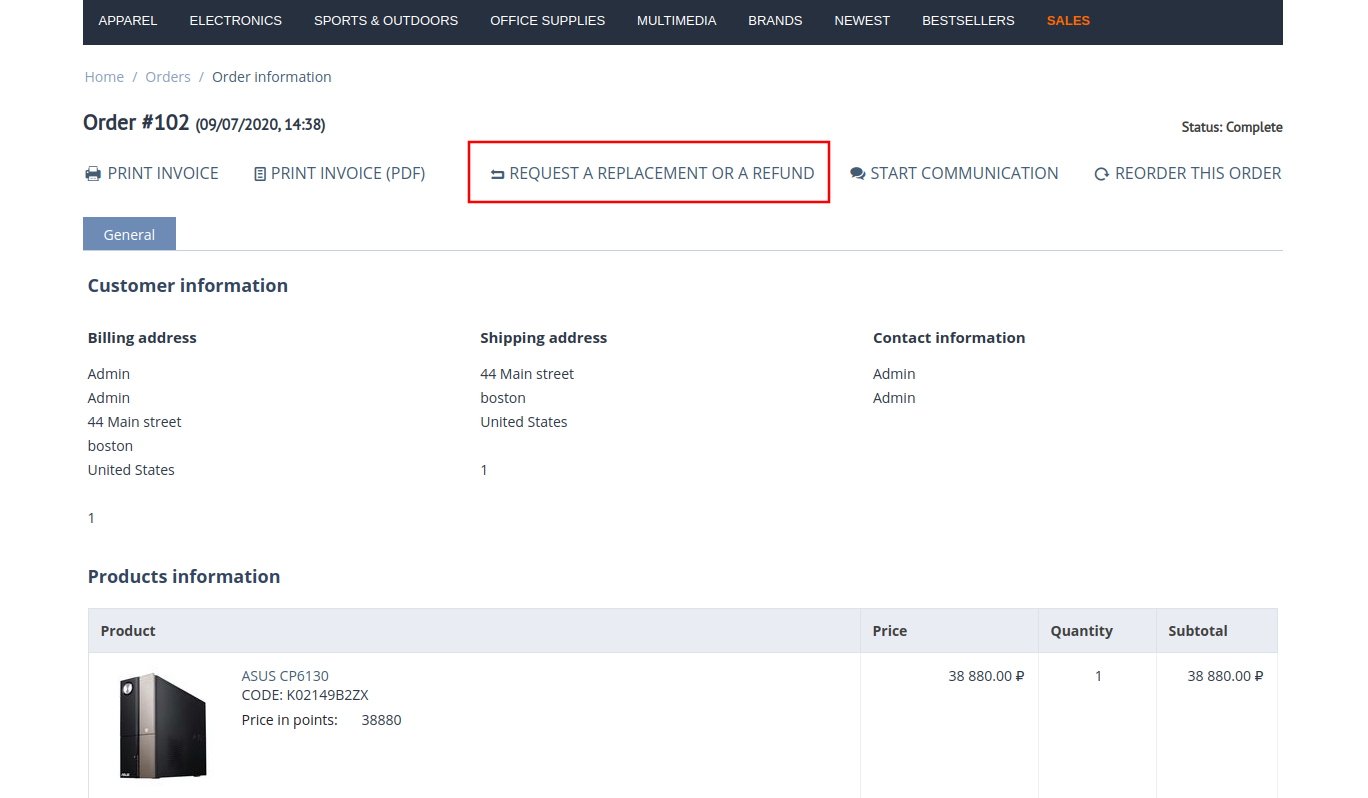 APPAREL ELECTRONICS SPORTS & OUTDOORS OFFICE SUPPLIES MULTIMEDIA BRANDS NEWEST BESTSELLERS SALES
Home / Orders / Order information
Order #102 (09/07/2020, 14:38) Status: Complete
PRINT INVOICE PRINT INVOICE (PDF) REQUEST A REPLACEMENT OR A REFUND START COMMUNICATION REORDER THIS ORDER
General
Customer information
Billing address
Admin
Admin
44 Main street
boston
United States
1
Shipping address
44 Main street
boston
United States
1
Contact information
Admin
Admin
Products information
Product Price Quantity Subtotal
ASUS CP6130 38 880.00 ₽ 1 38 880.00 ₽
CODE: K02149B2ZX
Price in points: 38880